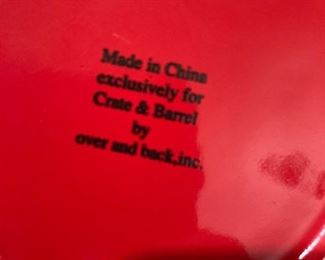 Made in China
exclusively for
Crate & Barrel
by
over and back,inc.